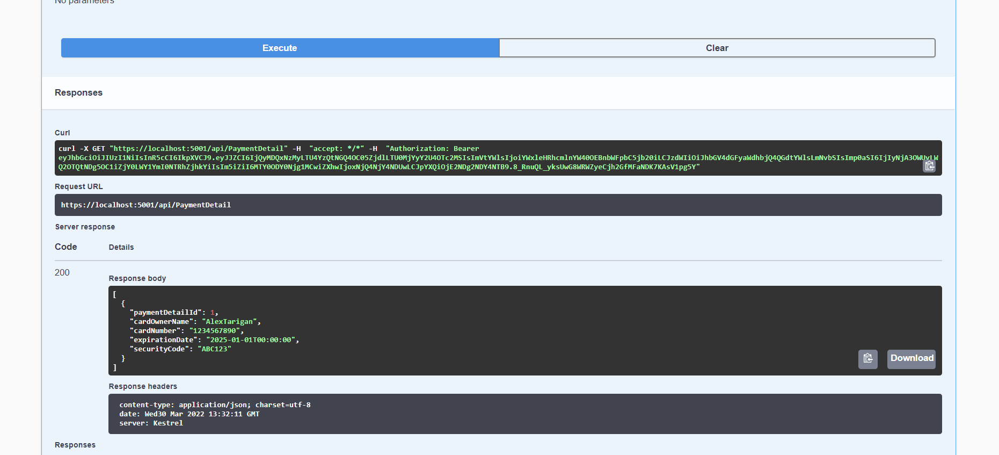 No parameters
Execute
Clear
Responses
Curl
curl -X GET "https://localhost:5001/api/PaymentDetail" -H  "accept: */*" -H  "Authorization: Bearer
eyJhbGciOiJIUzI1NiIsInR5cCI6IkpXVCJ9.eyJJZCI6IjQyMDQxNzMyLTU4YzQtNGQ4OC05ZjdlLTU0MjYyY2U4OTc2MSIsImVtYWlsIjoiYWxleHRhcmlnYW40OEBnbWFpbC5jb20iLCJzdWIiOiJhbGV4dGFyaWdhbjQ4QGdtYWlsLmNvbSIsImp0aSI6IjIyNjA3OWUyLW
Q2OTQtNDg5OC1iZjY0LWY1YmI0NTRhZjhkYiIsIm5iZiI6MTY0ODY0Njg1MCwiZXhwIjoxNjQ4NjY4NDUwLCJpYXQiOjE2NDg2NDY4NTB9.8_RnuQL_yksUwG8WRWZyeCjh2GfMFaNDK7KAsV1pg5Y"
Request URL
https://localhost:5001/api/PaymentDetail
Server response
Code
Details
200
Response body
[
{
"paymentDetailId": 1,
"cardOwnerName": "AlexTarigan",
"cardNumber": "1234567890",
"expirationDate": "2025-01-01T00:00:00",
"securityCode": "ABC123"
}
]
Download
Response headers
content-type: application/json; charset=utf-8
date: Wed30 Mar 2022 13:32:11 GMT
server: Kestrel
Responses